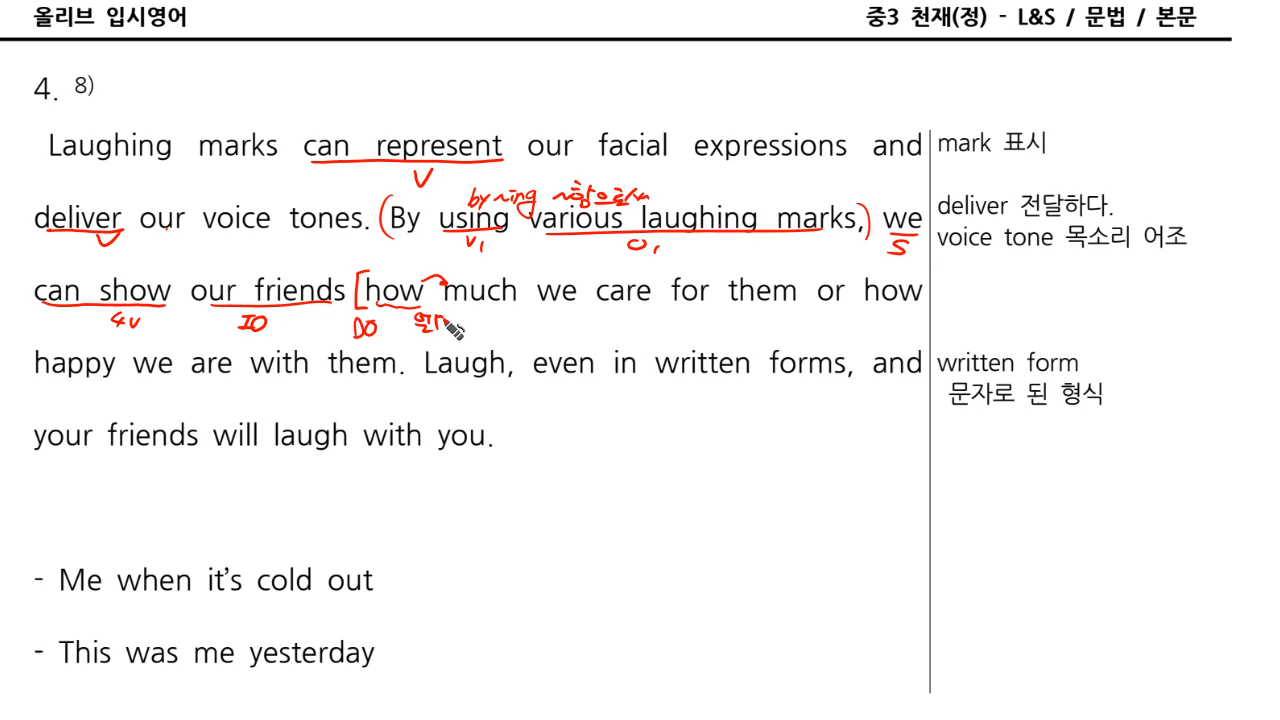 올리브 입시영어
중3 천재(정) - L&S / 문법 / 본문
4. 8)
Laughing marks can represent our facial expressions and
mark 표시
V
by ~ing ~함으로써
deliver our voice tones. (By using various laughing marks,) we
deliver 전달하다.
voice tone 목소리 어조
V V1 O1 S
can show our friends [how much we care for them or how
4V IO DO
happy we are with them. Laugh, even in written forms, and
written form
문자로 된 형식
your friends will laugh with you.
- Me when it's cold out
- This was me yesterday